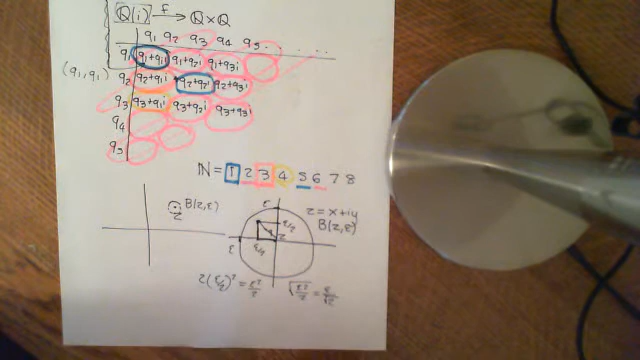 Q(i) f→ Q×Q
q₁ q₂ q₃ q₄ q₅ . . . . . .
q₁ q₁+q₁i q₁+q₂i q₁+q₃i
(q₁,q₁) q₂ q₂+q₁i q₂+q₂i q₂+q₃i
q₃ q₃+q₁i q₃+q₂i q₃+q₃i
q₄
q₅
ℕ = 1 2 3 4 5 6 7 8
B(z,ε)
z
ε
z=x+iy
B(z,ε)
ε/2
z
ε
ε/2
2(ε/2)²=ε²/2